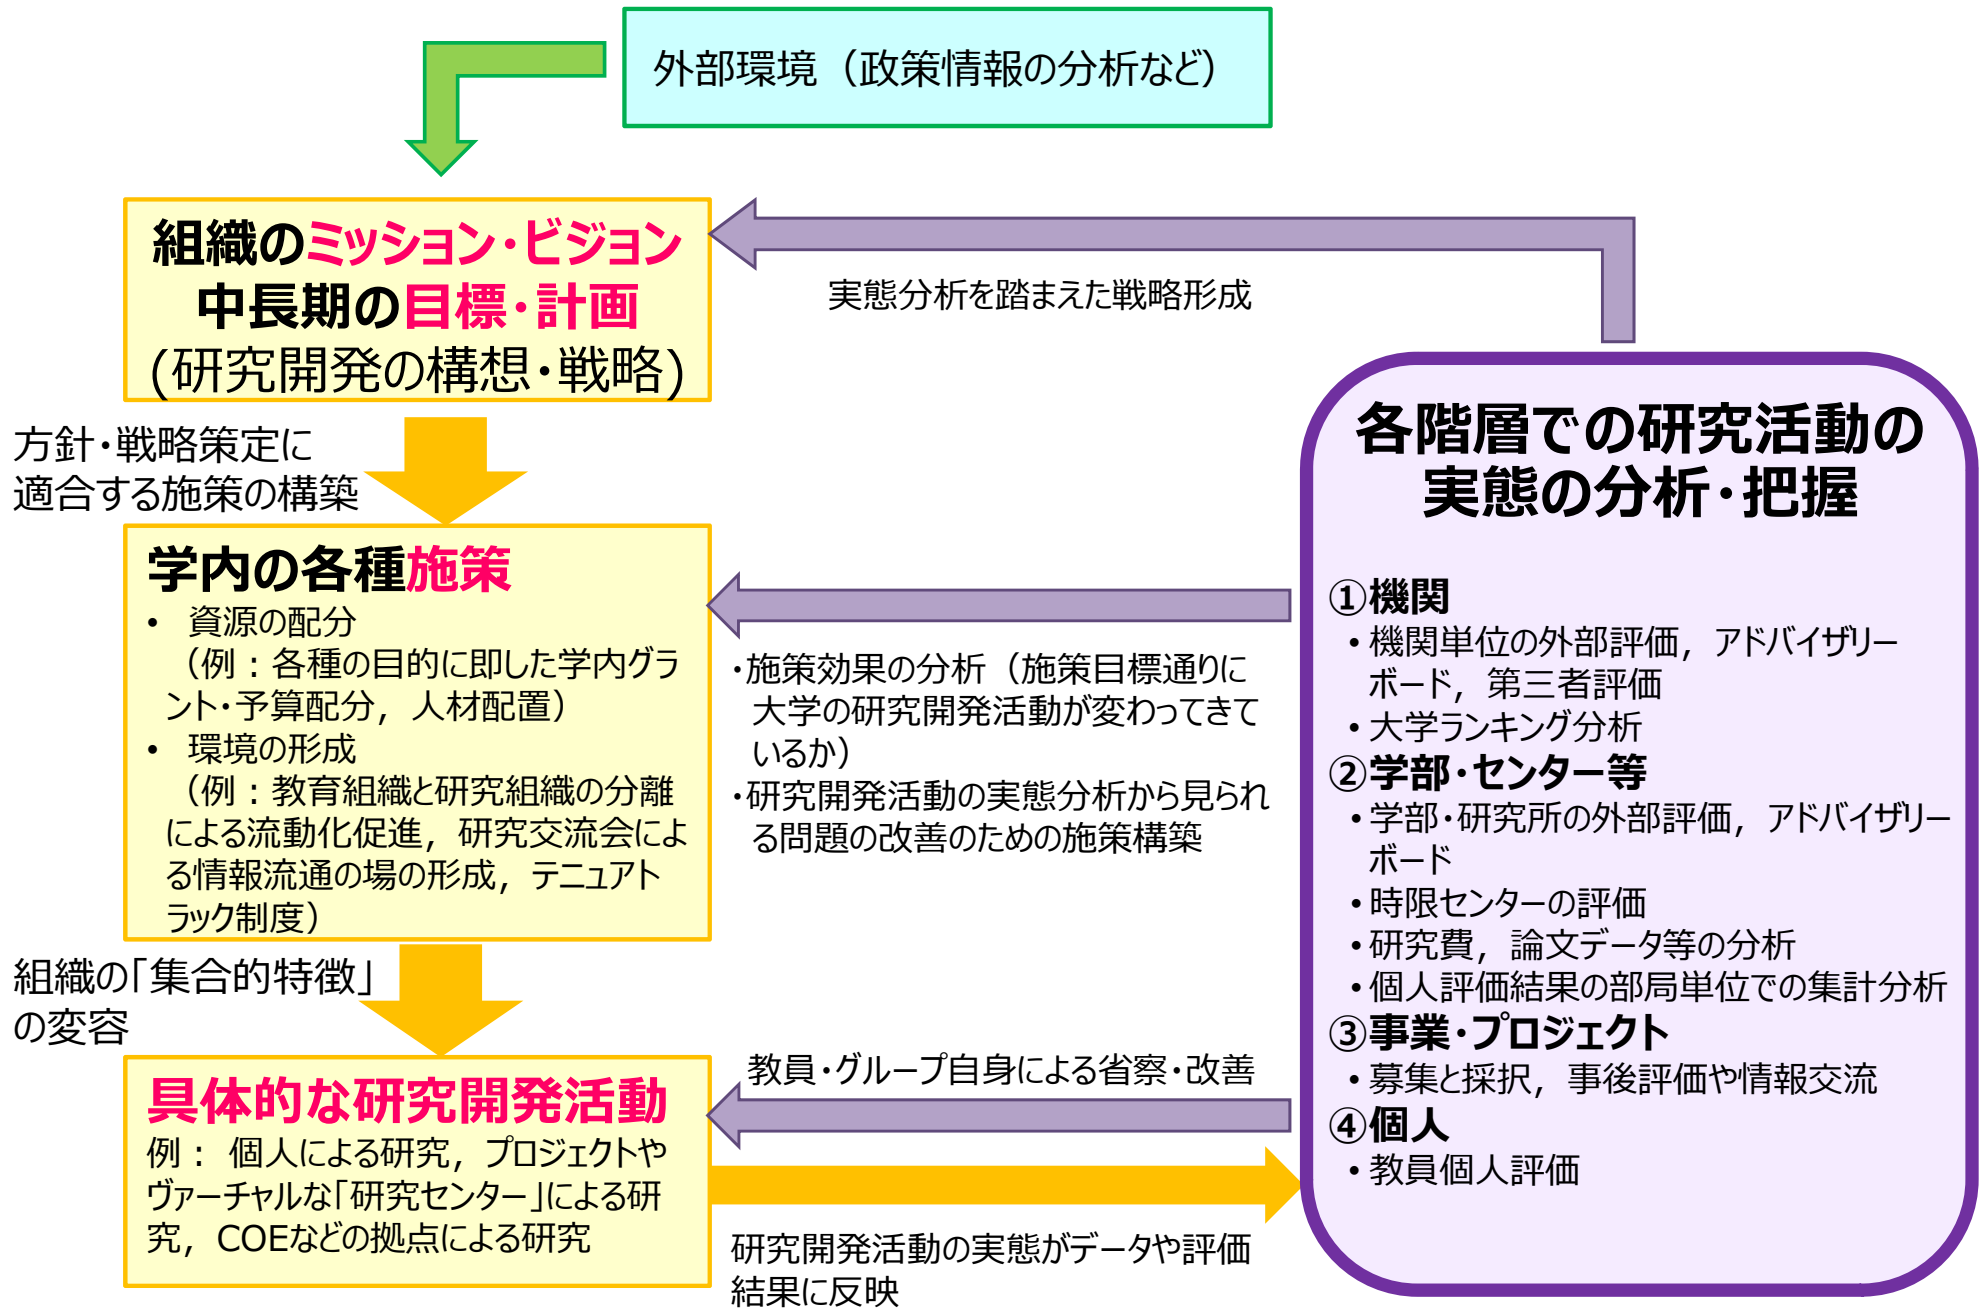 外部環境（政策情報の分析など）
組織のミッション・ビジョン
中長期の目標・計画
(研究開発の構想・戦略)
実態分析を踏まえた戦略形成
方針・戦略策定に
適合する施策の構築
学内の各種施策
• 資源の配分
（例：各種の目的に即した学内グラ
ント・予算配分，人材配置）
• 環境の形成
（例：教育組織と研究組織の分離
による流動化促進，研究交流会によ
る情報流通の場の形成，テニュアト
ラック制度）
・施策効果の分析（施策目標通りに
大学の研究開発活動が変わってきて
いるか）
・研究開発活動の実態分析から見られ
る問題の改善のための施策構築
組織の「集合的特徴」
の変容
具体的な研究開発活動
例： 個人による研究，プロジェクトや
ヴァーチャルな「研究センター」による研
究，COEなどの拠点による研究
教員・グループ自身による省察・改善
研究開発活動の実態がデータや評価
結果に反映
各階層での研究活動の
実態の分析・把握
①機関
• 機関単位の外部評価，アドバイザリー
ボード，第三者評価
• 大学ランキング分析
②学部・センター等
• 学部・研究所の外部評価，アドバイザリー
ボード
• 時限センターの評価
• 研究費，論文データ等の分析
• 個人評価結果の部局単位での集計分析
③事業・プロジェクト
• 募集と採択，事後評価や情報交流
④個人
• 教員個人評価